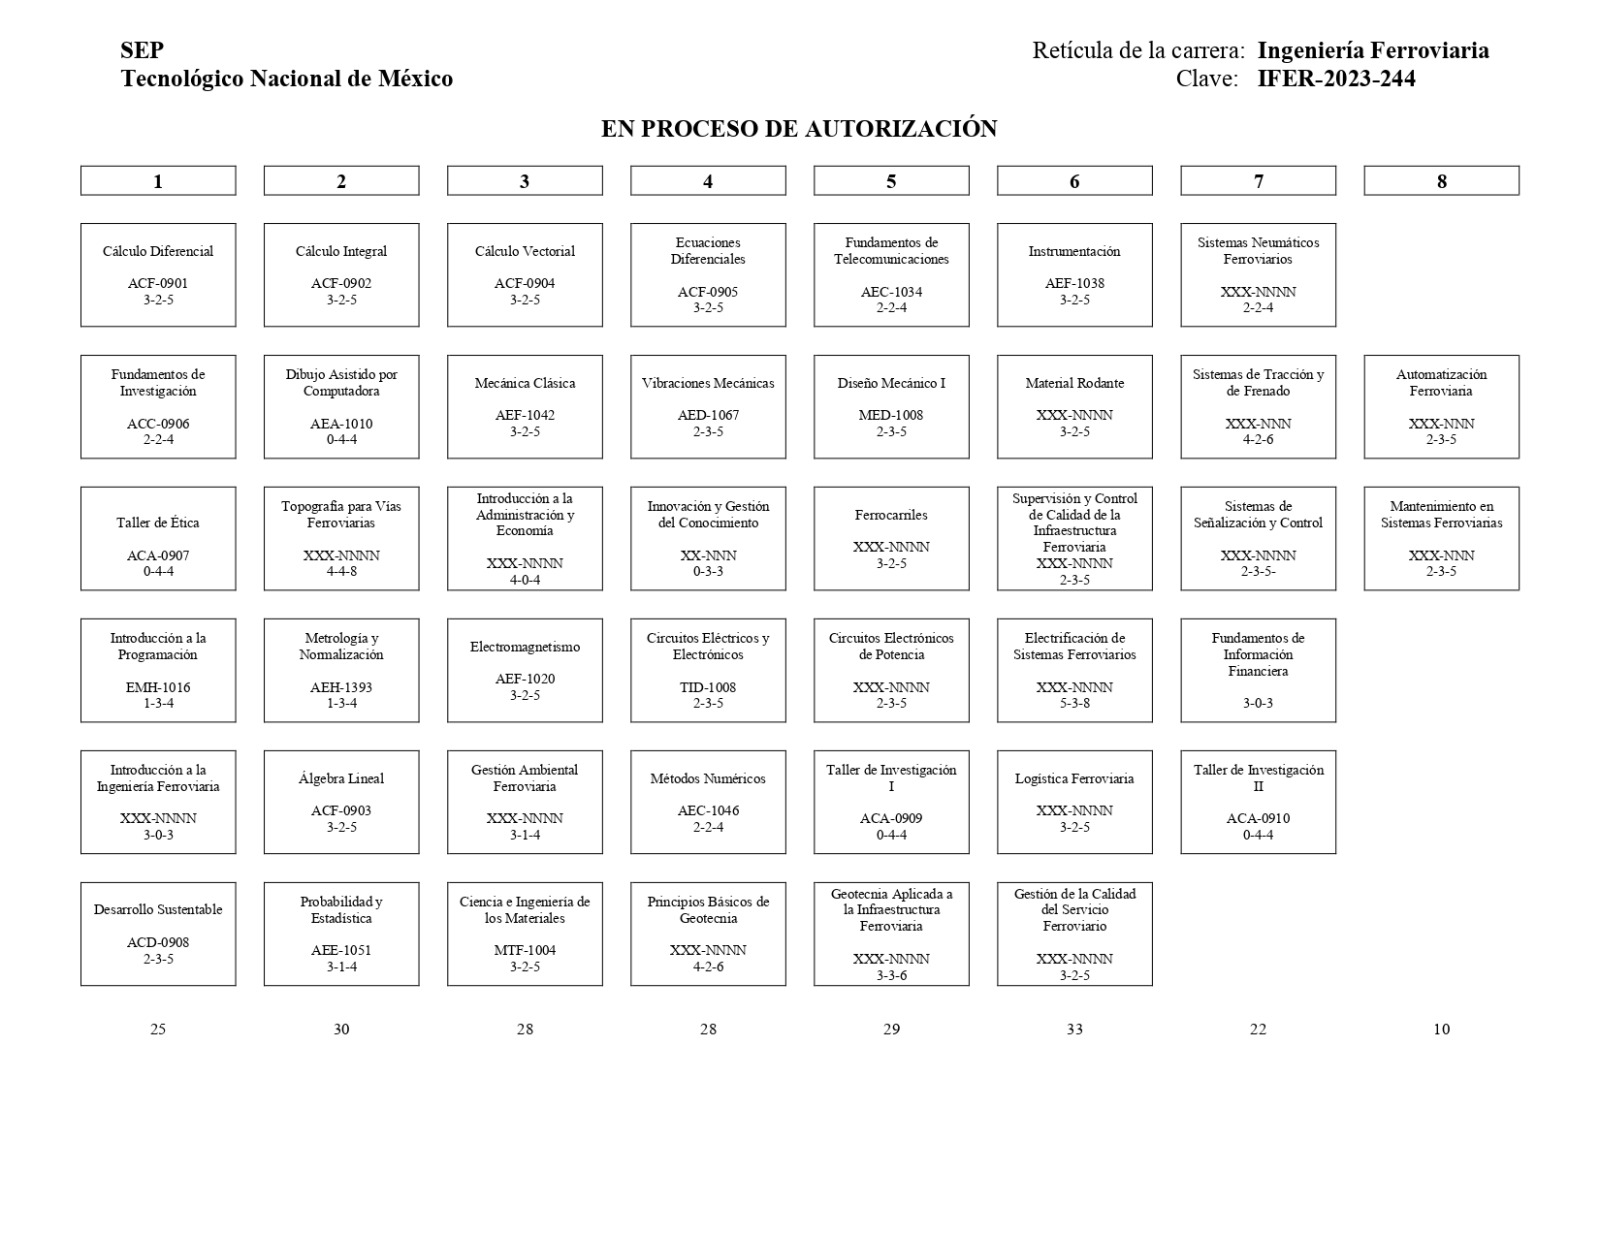 SEP
Tecnológico Nacional de México
Retícula de la carrera: Ingeniería Ferroviaria
Clave: IFER-2023-244
EN PROCESO DE AUTORIZACIÓN
1
2
3
4
5
6
7
8
Cálculo Diferencial
ACF-0901
3-2-5
Cálculo Integral
ACF-0902
3-2-5
Cálculo Vectorial
ACF-0904
3-2-5
Ecuaciones
Diferenciales
ACF-0905
3-2-5
Fundamentos de
Telecomunicaciones
AEC-1034
2-2-4
Instrumentación
AEF-1038
3-2-5
Sistemas Neumáticos
Ferroviarios
XXX-NNNN
2-2-4
Fundamentos de
Investigación
ACC-0906
2-2-4
Dibujo Asistido por
Computadora
AEA-1010
0-4-4
Mecánica Clásica
AEF-1042
3-2-5
Vibraciones Mecánicas
AED-1067
2-3-5
Diseño Mecánico I
MED-1008
2-3-5
Material Rodante
XXX-NNNN
3-2-5
Sistemas de Tracción y
de Frenado
XXX-NNN
4-2-6
Automatización
Ferroviaria
XXX-NNN
2-3-5
Taller de Ética
ACA-0907
0-4-4
Topografía para Vías
Ferroviarias
XXX-NNNN
4-4-8
Introducción a la
Administración y
Economía
XXX-NNNN
4-0-4
Innovación y Gestión
del Conocimiento
XX-NNN
0-3-3
Ferrocarriles
XXX-NNNN
3-2-5
Supervisión y Control
de Calidad de la
Infraestructura
Ferroviaria
XXX-NNNN
2-3-5
Sistemas de
Señalización y Control
XXX-NNNN
2-3-5-
Mantenimiento en
Sistemas Ferroviarias
XXX-NNN
2-3-5
Introducción a la
Programación
EMH-1016
1-3-4
Metrología y
Normalización
AEH-1393
1-3-4
Electromagnetismo
AEF-1020
3-2-5
Circuitos Eléctricos y
Electrónicos
TID-1008
2-3-5
Circuitos Electrónicos
de Potencia
XXX-NNNN
2-3-5
Electrificación de
Sistemas Ferroviarios
XXX-NNNN
5-3-8
Fundamentos de
Información
Financiera
3-0-3
Introducción a la
Ingeniería Ferroviaria
XXX-NNNN
3-0-3
Álgebra Lineal
ACF-0903
3-2-5
Gestión Ambiental
Ferroviaria
XXX-NNNN
3-1-4
Métodos Numéricos
AEC-1046
2-2-4
Taller de Investigación
I
ACA-0909
0-4-4
Logística Ferroviaria
XXX-NNNN
3-2-5
Taller de Investigación
II
ACA-0910
0-4-4
Desarrollo Sustentable
ACD-0908
2-3-5
Probabilidad y
Estadística
AEE-1051
3-1-4
Ciencia e Ingeniería de
los Materiales
MTF-1004
3-2-5
Principios Básicos de
Geotecnia
XXX-NNNN
4-2-6
Geotecnia Aplicada a
la Infraestructura
Ferroviaria
XXX-NNNN
3-3-6
Gestión de la Calidad
del Servicio
Ferroviario
XXX-NNNN
3-2-5
25
30
28
28
29
33
22
10